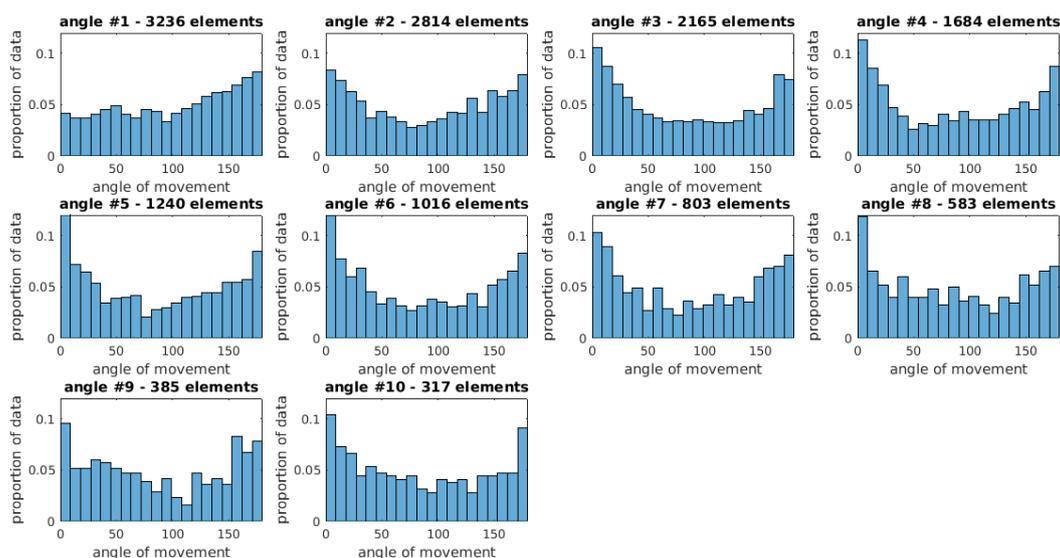 angle #1 - 3236 elements
proportion of data
0.1
0.05
0
0 50 100 150
angle of movement
angle #2 - 2814 elements
proportion of data
0.1
0.05
0
0 50 100 150
angle of movement
angle #3 - 2165 elements
proportion of data
0.1
0.05
0
0 50 100 150
angle of movement
angle #4 - 1684 elements
proportion of data
0.1
0.05
0
0 50 100 150
angle of movement
angle #5 - 1240 elements
proportion of data
0.1
0.05
0
0 50 100 150
angle of movement
angle #6 - 1016 elements
proportion of data
0.1
0.05
0
0 50 100 150
angle of movement
angle #7 - 803 elements
proportion of data
0.1
0.05
0
0 50 100 150
angle of movement
angle #8 - 583 elements
proportion of data
0.1
0.05
0
0 50 100 150
angle of movement
angle #9 - 385 elements
proportion of data
0.1
0.05
0
0 50 100 150
angle of movement
angle #10 - 317 elements
proportion of data
0.1
0.05
0
0 50 100 150
angle of movement